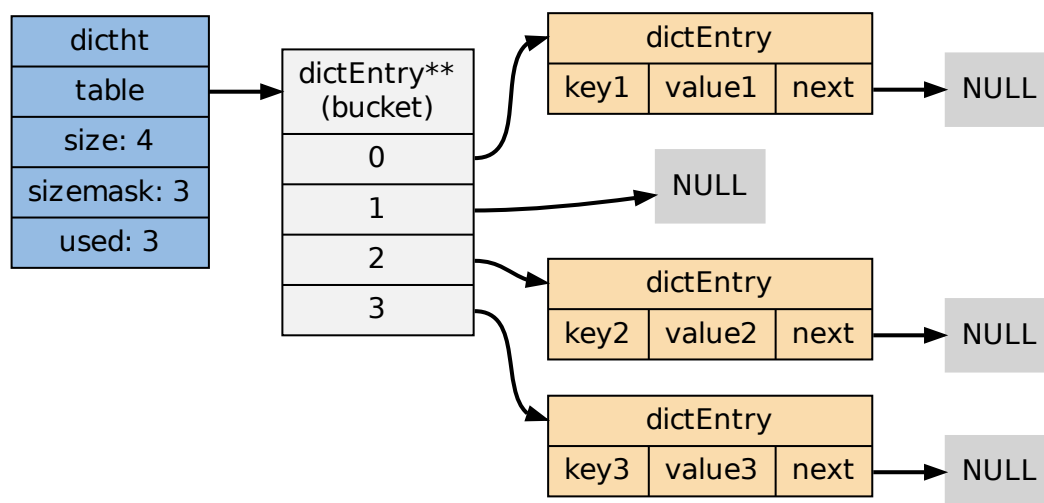 dictht
table
size: 4
sizemask: 3
used: 3
dictEntry**
(bucket)
0
1
2
3
dictEntry
key1 value1 next
NULL
NULL
dictEntry
key2 value2 next
NULL
dictEntry
key3 value3 next
NULL